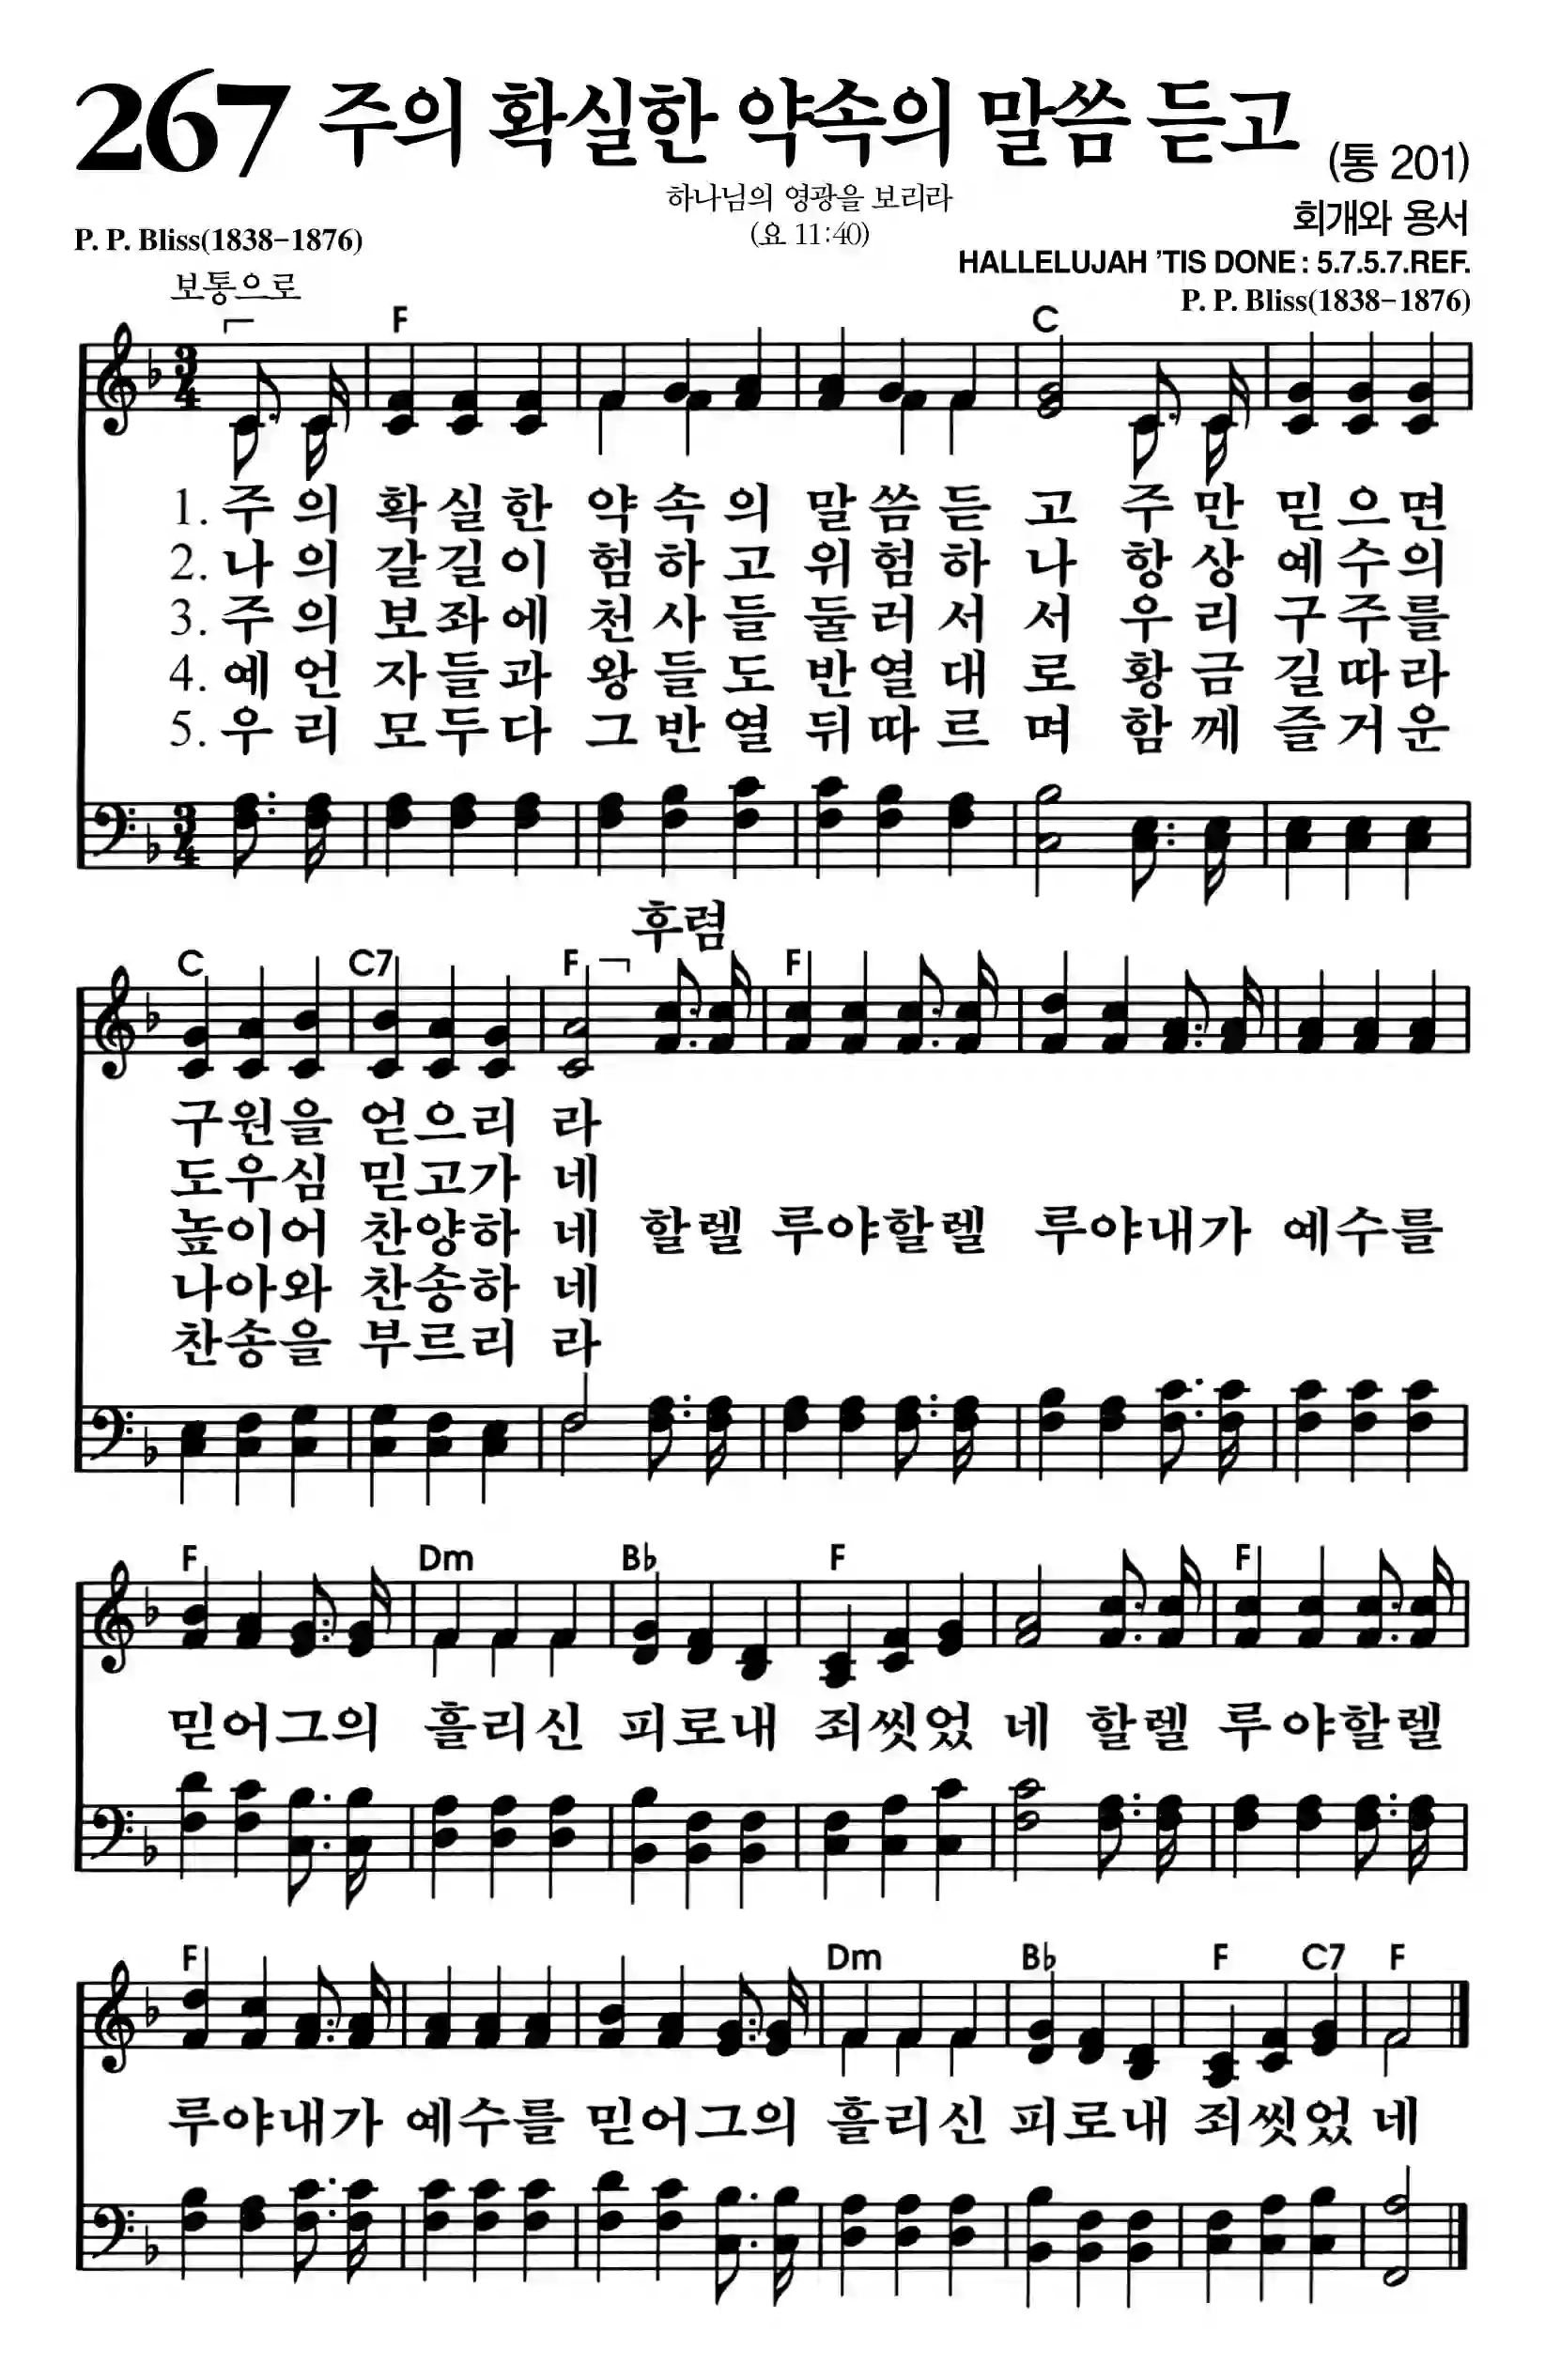 267 주의 확실한 약속의 말씀 듣고 (통 201)
하나님의 영광을 보리라
회개와 용서
P. P. Bliss(1838-1876)
(요 11:40)
HALLELUJAH 'TIS DONE : 5.7.5.7.REF.
보통으로
P. P. Bliss(1838-1876)
F C
3 4
1. 주 의 확실한 약속의 말씀듣 고 주만 믿으면
2. 나 의 갈길이 험하고 위험하 나 항상 예수의
3. 주 의 보좌에 천사들 둘러서 서 우리 구주를
4. 예 언 자들과 왕들도 반열대 로 황금 길따라
5. 우 리 모두다 그반열 뒤따르 며 함께 즐거운
3 4
후렴
C C7 F F
구원을 얻으리 라
도우심 믿고가 네
높이어 찬양하 네 할렐 루야할렐 루야내가 예수를
나아와 찬송하 네
찬송을 부르리 라
F Dm B♭ F F
믿어그의 흘리신 피로내 죄씻었 네 할렐 루야할렐
F Dm B♭ F C7 F
루야내가 예수를 믿어그의 흘리신 피로내 죄씻었 네